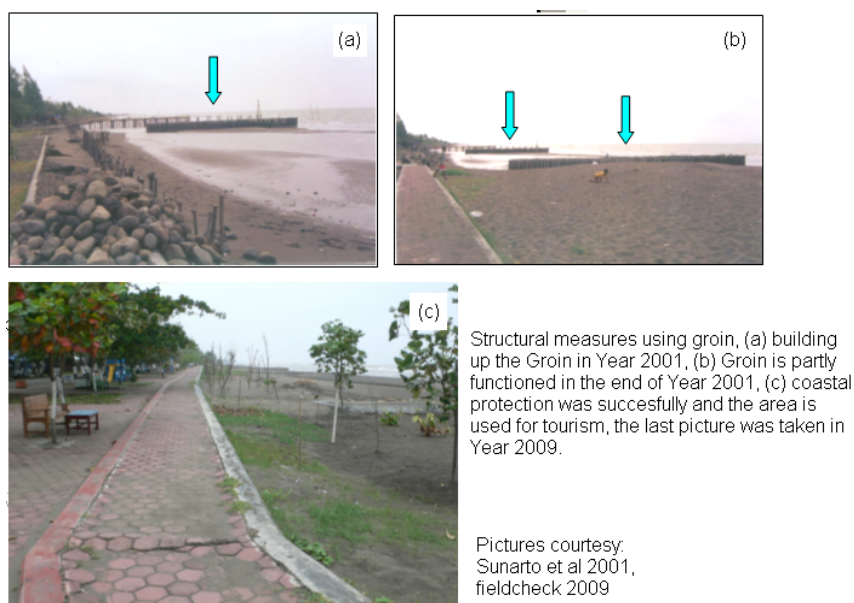 (a)
(b)
(c)
Structural measures using groin, (a) building
up the Groin in Year 2001, (b) Groin is partly
functioned in the end of Year 2001, (c) coastal
protection was succesfully and the area is
used for tourism, the last picture was taken in
Year 2009.
Pictures courtesy:
Sunarto et al 2001,
fieldcheck 2009